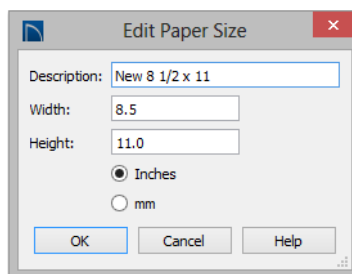 Edit Paper Size
Description: New 8 1/2 x 11
Width: 8.5
Height: 11.0
Inches
mm
OK Cancel Help